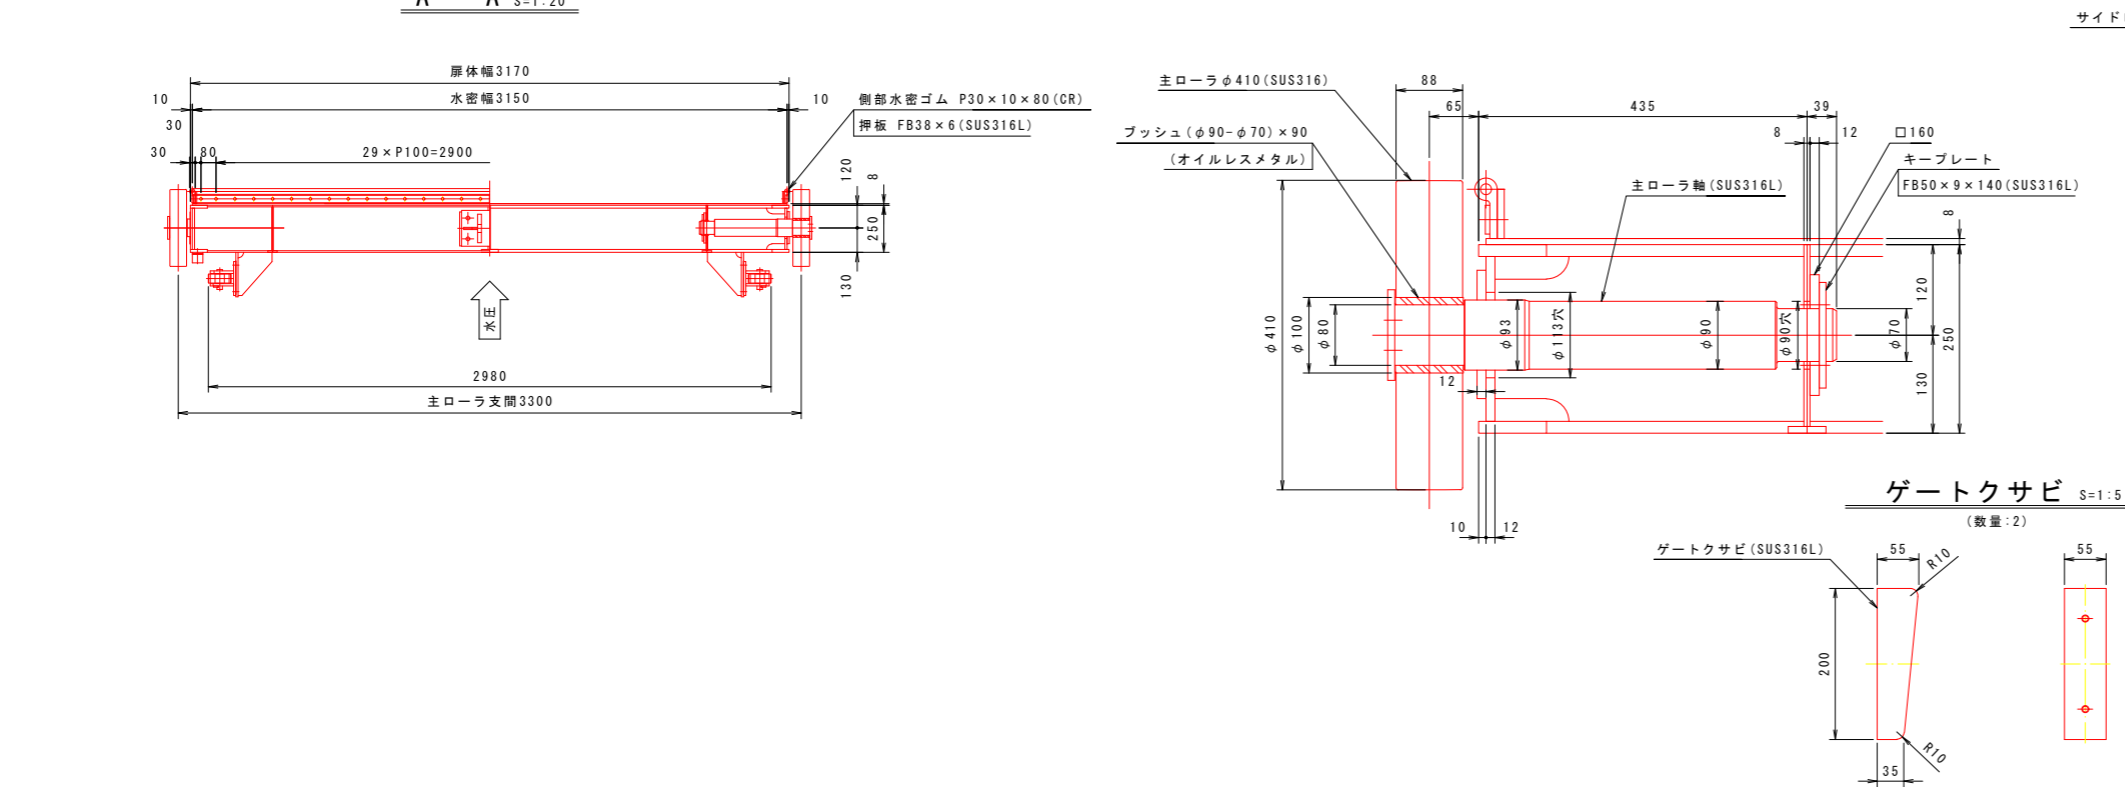 A A S=1:20
扉体幅3170
水密幅3150
10
10
30
30
80
29×P100=2900
側部水密ゴム P30×10×80(CR)
押板 FB38×6(SUS316L)
120
8
250
130
水圧
2980
主ローラ支間3300
サイド
主ローラφ410(SUS316)
88
65
435
39
8
12
ブッシュ(φ90-φ70)×90
(オイルレスメタル)
□160
キープレート
FB50×9×140(SUS316L)
主ローラ軸(SUS316L)
8
φ410
φ100
φ80
φ93
φ113穴
φ90
φ90穴
φ70
120
250
130
12
10
12
ゲートクサビ S=1:5
(数量:2)
ゲートクサビ(SUS316L)
55
R10
55
200
R10
35